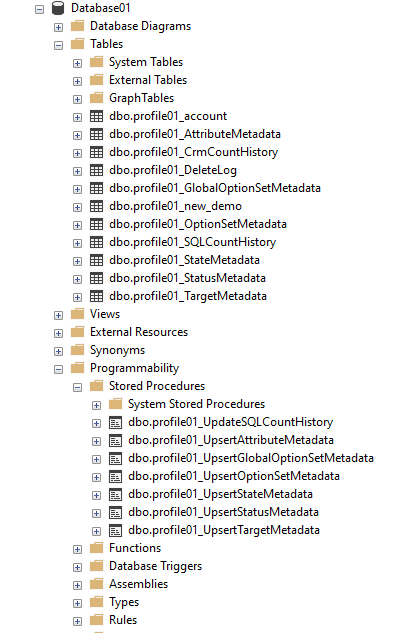 Database01
Database Diagrams
Tables
System Tables
External Tables
GraphTables
dbo.profile01_account
dbo.profile01_AttributeMetadata
dbo.profile01_CrmCountHistory
dbo.profile01_DeleteLog
dbo.profile01_GlobalOptionSetMetadata
dbo.profile01_new_demo
dbo.profile01_OptionSetMetadata
dbo.profile01_SQLCountHistory
dbo.profile01_StateMetadata
dbo.profile01_StatusMetadata
dbo.profile01_TargetMetadata
Views
External Resources
Synonyms
Programmability
Stored Procedures
System Stored Procedures
dbo.profile01_UpdateSQLCountHistory
dbo.profile01_UpsertAttributeMetadata
dbo.profile01_UpsertGlobalOptionSetMetadata
dbo.profile01_UpsertOptionSetMetadata
dbo.profile01_UpsertStateMetadata
dbo.profile01_UpsertStatusMetadata
dbo.profile01_UpsertTargetMetadata
Functions
Database Triggers
Assemblies
Types
Rules